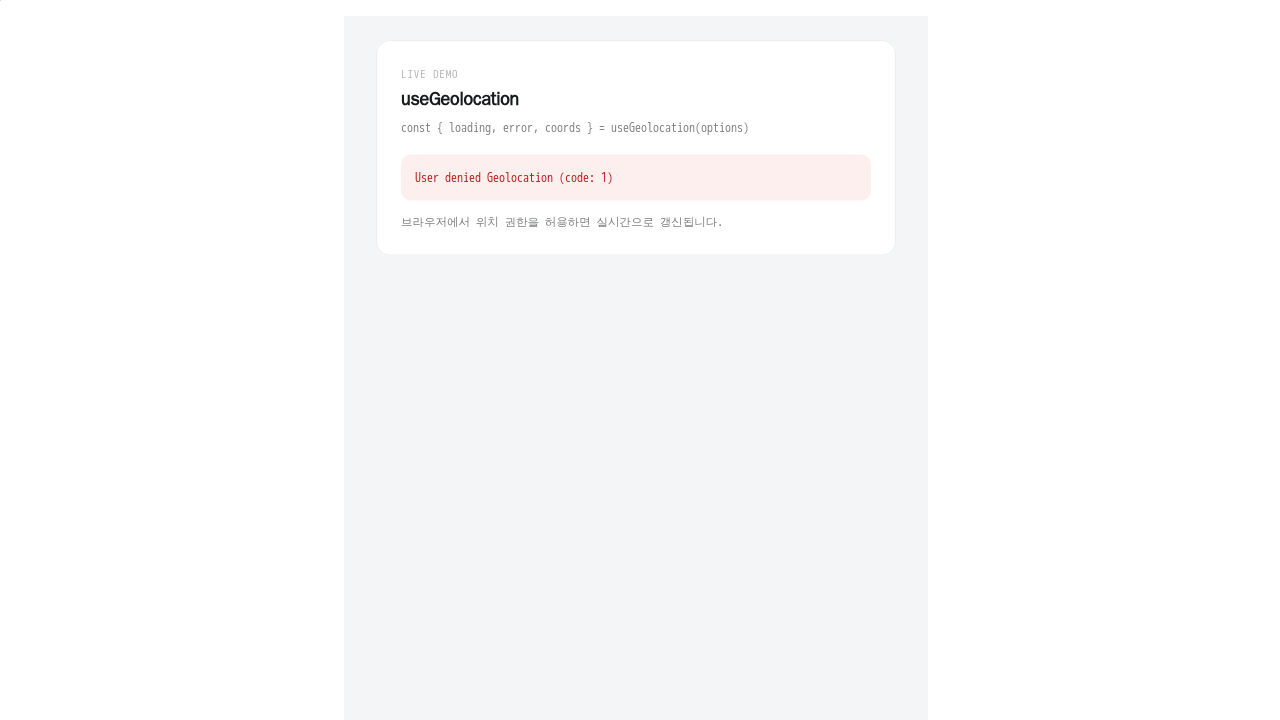 LIVE DEMO
useGeolocation
const { loading, error, coords } = useGeolocation(options)
User denied Geolocation (code: 1)
브라우저에서 위치 권한을 허용하면 실시간으로 갱신됩니다.